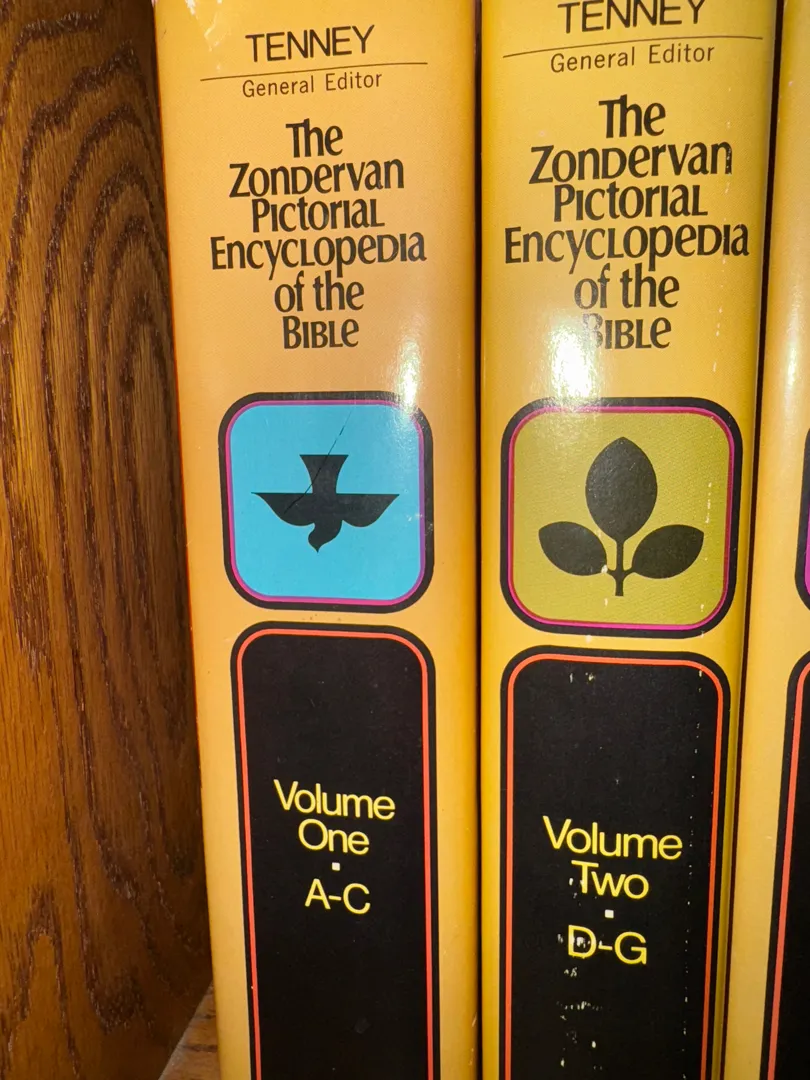 TENNEY
General Editor
The
Zondervan
Pictorial
Encyclopedia
of the
Bible
Volume
One
A-C
TENNEY
General Editor
The
Zondervan
Pictorial
Encyclopedia
of the
Bible
Volume
Two
D-G